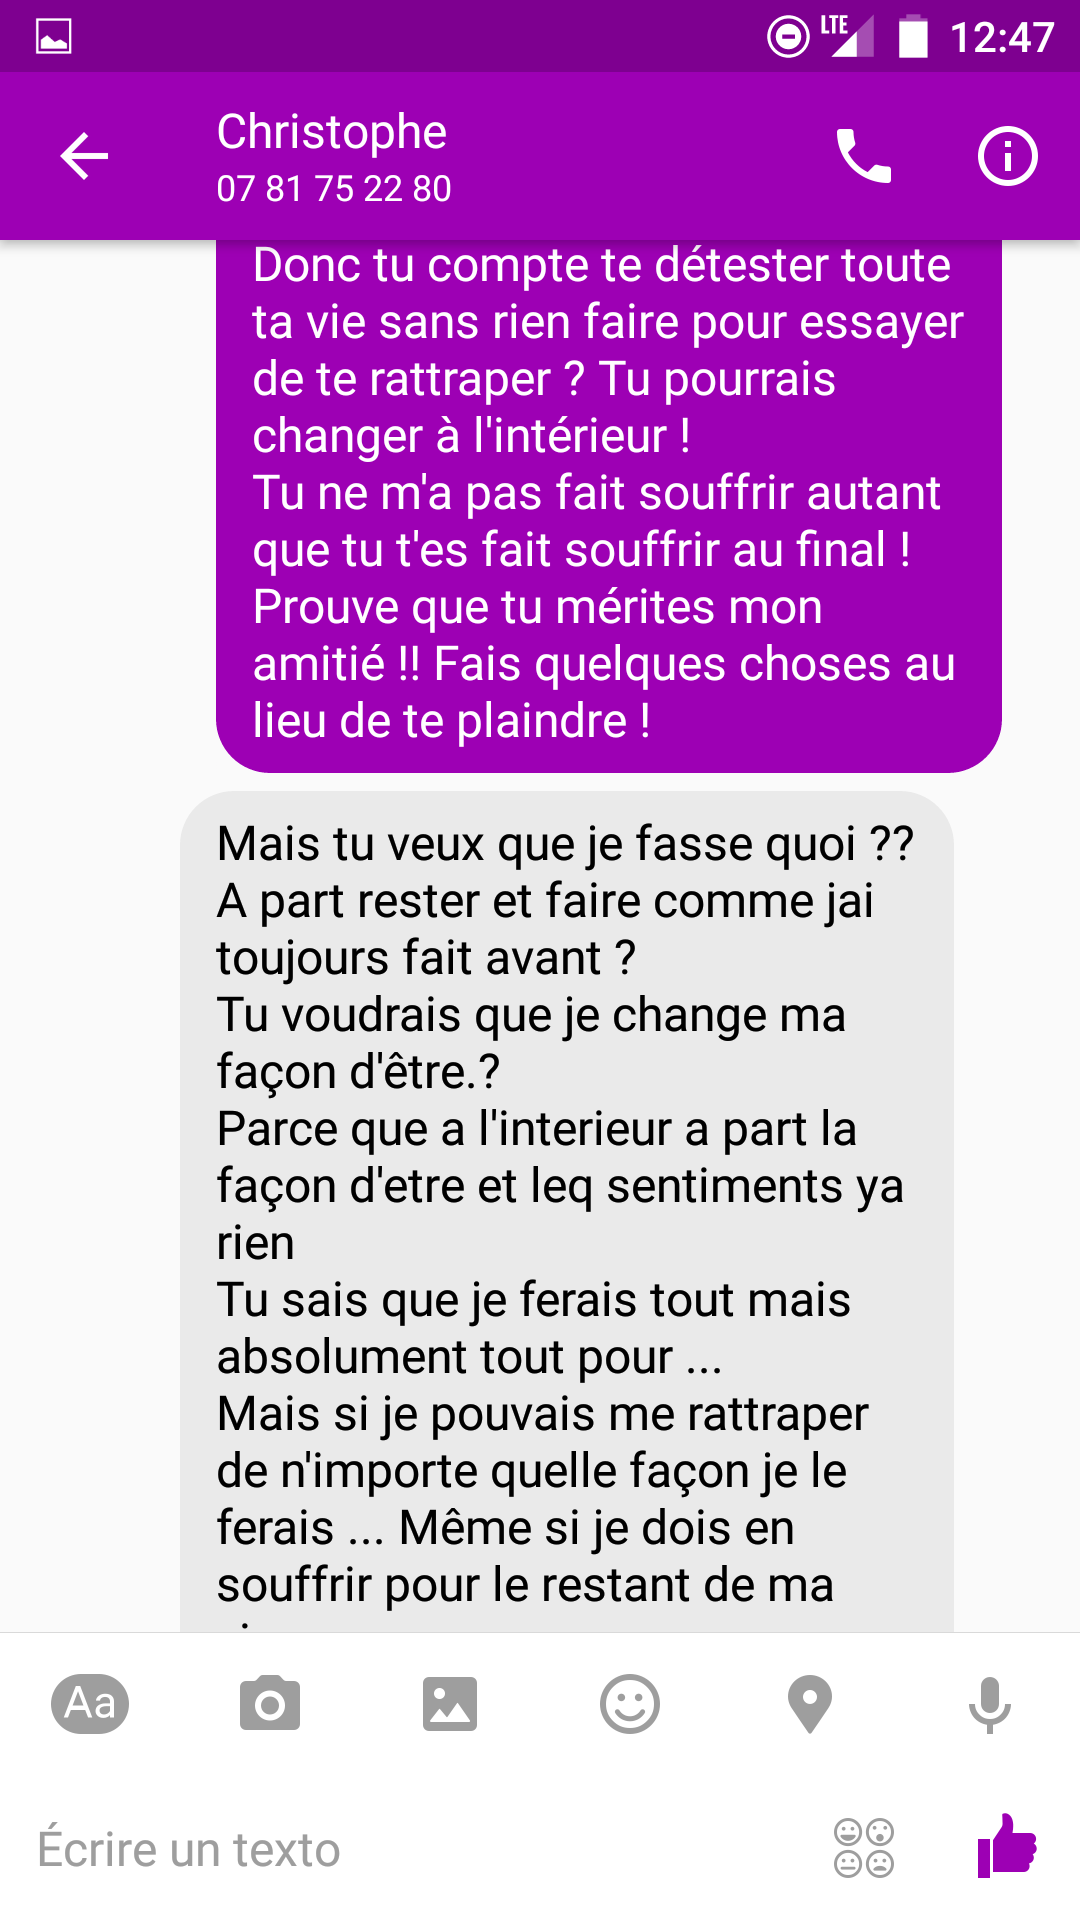 LTE 12:47
Christophe
07 81 75 22 80
Donc tu compte te détester toute
ta vie sans rien faire pour essayer
de te rattraper ? Tu pourrais
changer à l'intérieur !
Tu ne m'a pas fait souffrir autant
que tu t'es fait souffrir au final !
Prouve que tu mérites mon
amitié !! Fais quelques choses au
lieu de te plaindre !
Mais tu veux que je fasse quoi ??
A part rester et faire comme jai
toujours fait avant ?
Tu voudrais que je change ma
façon d'être.?
Parce que a l'interieur a part la
façon d'etre et leq sentiments ya
rien
Tu sais que je ferais tout mais
absolument tout pour ...
Mais si je pouvais me rattraper
de n'importe quelle façon je le
ferais ... Même si je dois en
souffrir pour le restant de ma
Aa
Écrire un texto